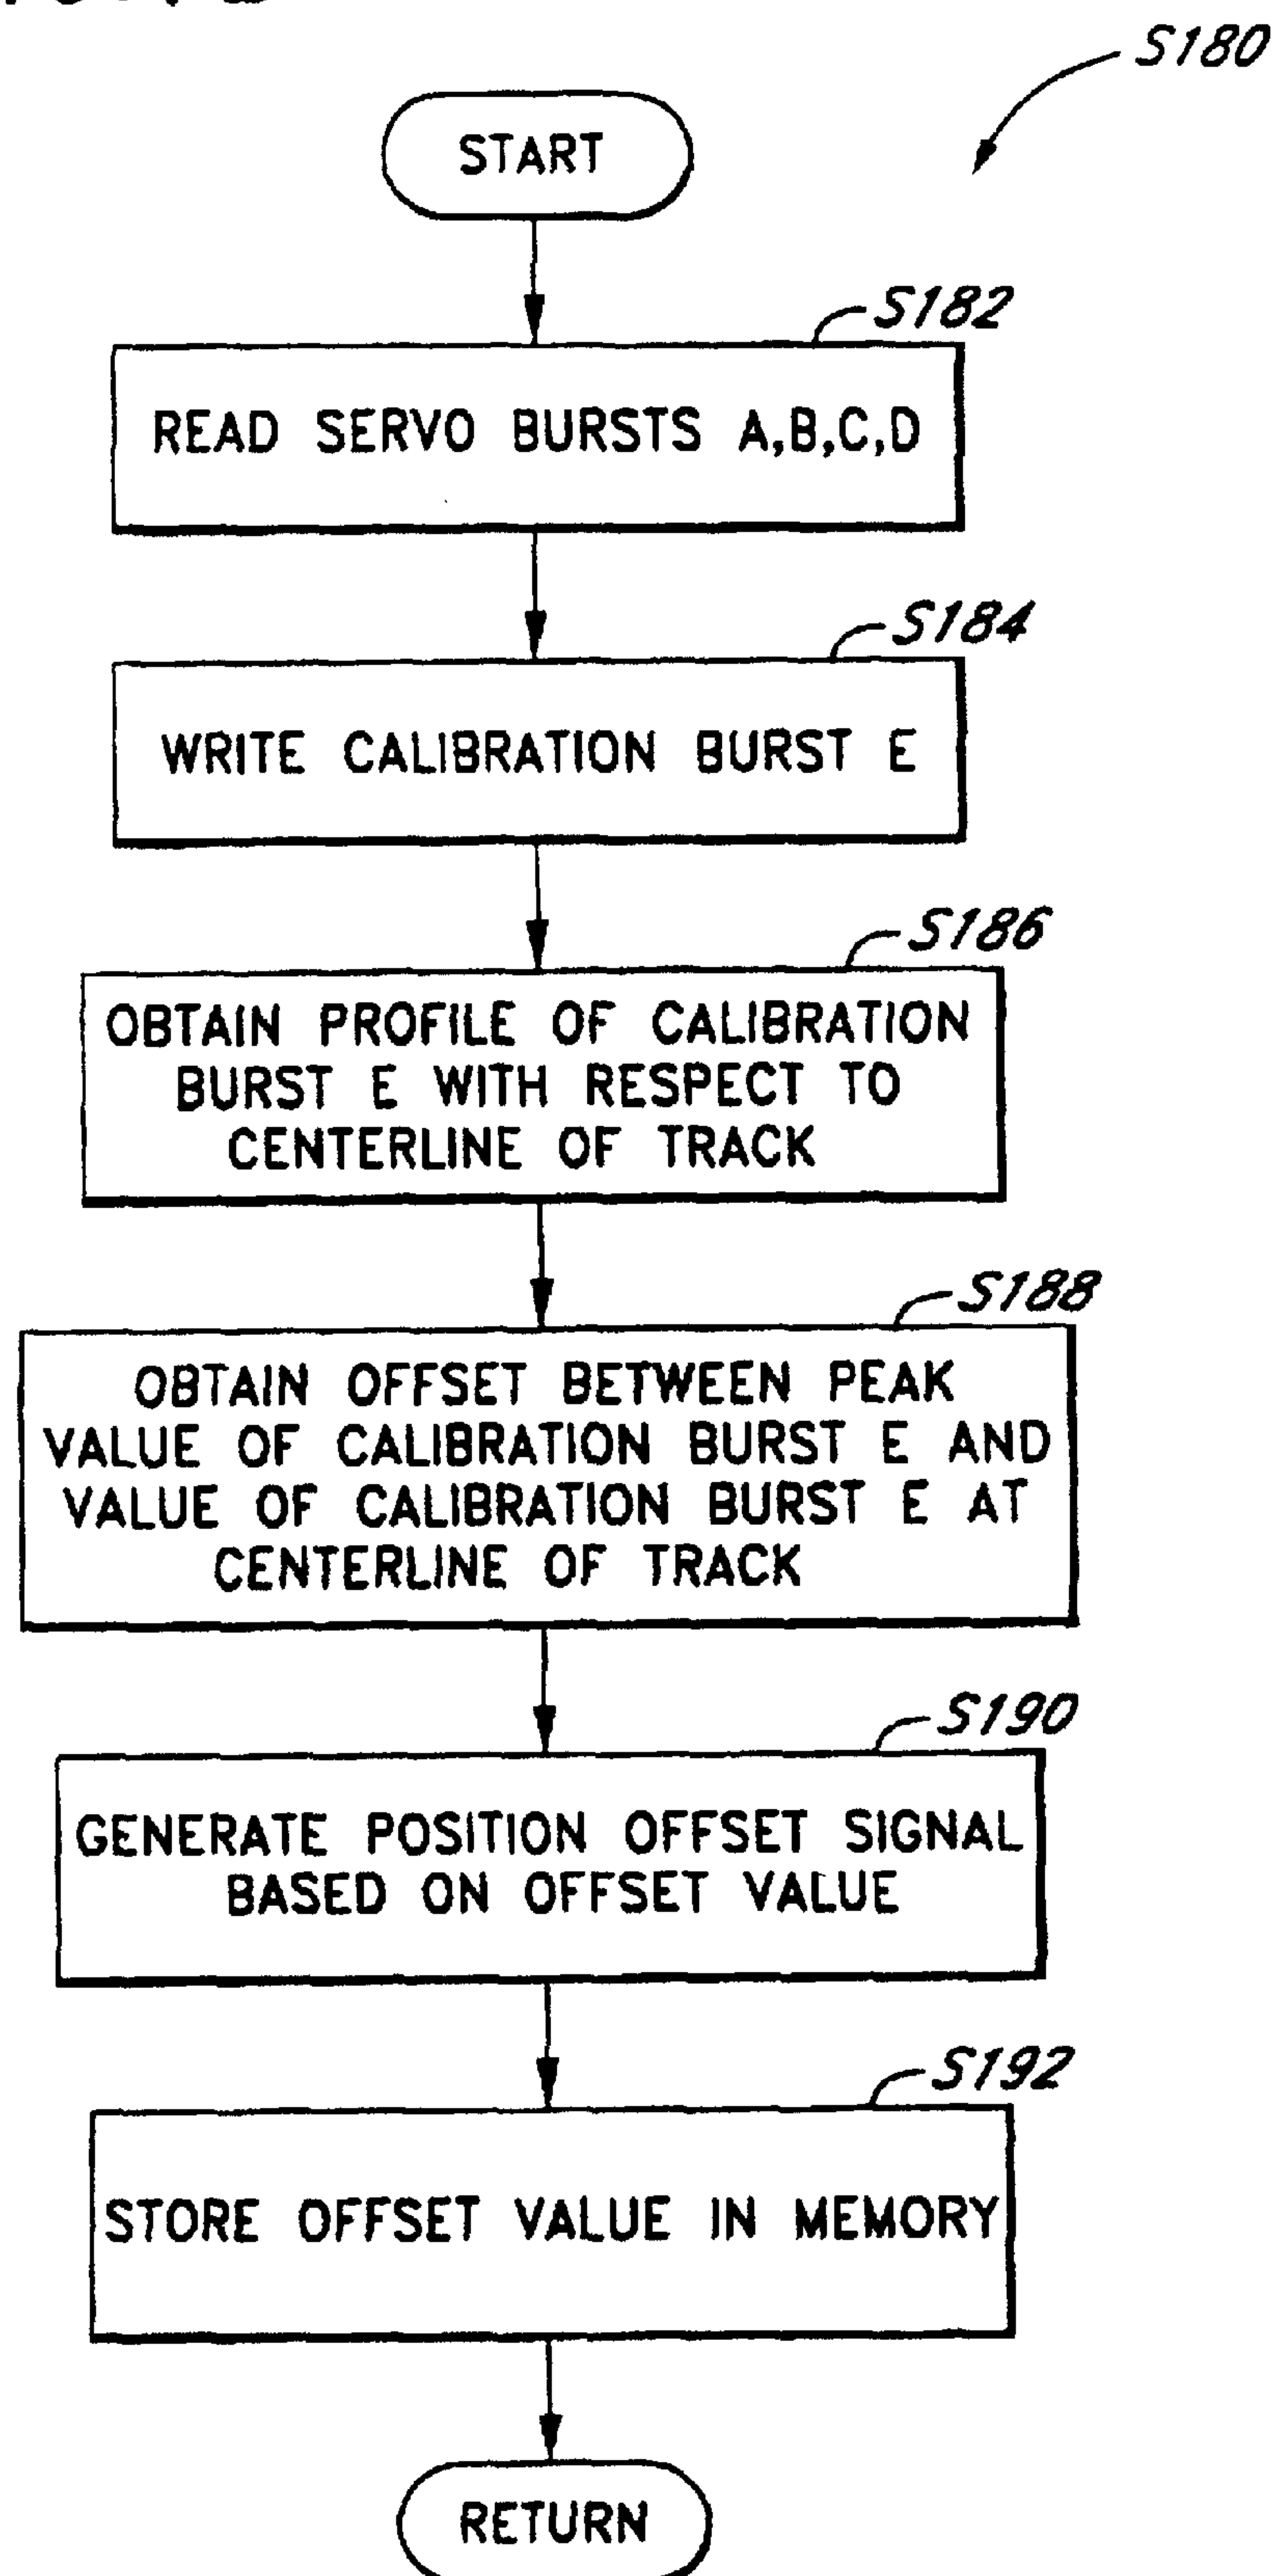 S180
START
S182
READ SERVO BURSTS A,B,C,D
S184
WRITE CALIBRATION BURST E
S186
OBTAIN PROFILE OF CALIBRATION
BURST E WITH RESPECT TO
CENTERLINE OF TRACK
S188
OBTAIN OFFSET BETWEEN PEAK
VALUE OF CALIBRATION BURST E AND
VALUE OF CALIBRATION BURST E AT
CENTERLINE OF TRACK
S190
GENERATE POSITION OFFSET SIGNAL
BASED ON OFFSET VALUE
S192
STORE OFFSET VALUE IN MEMORY
RETURN